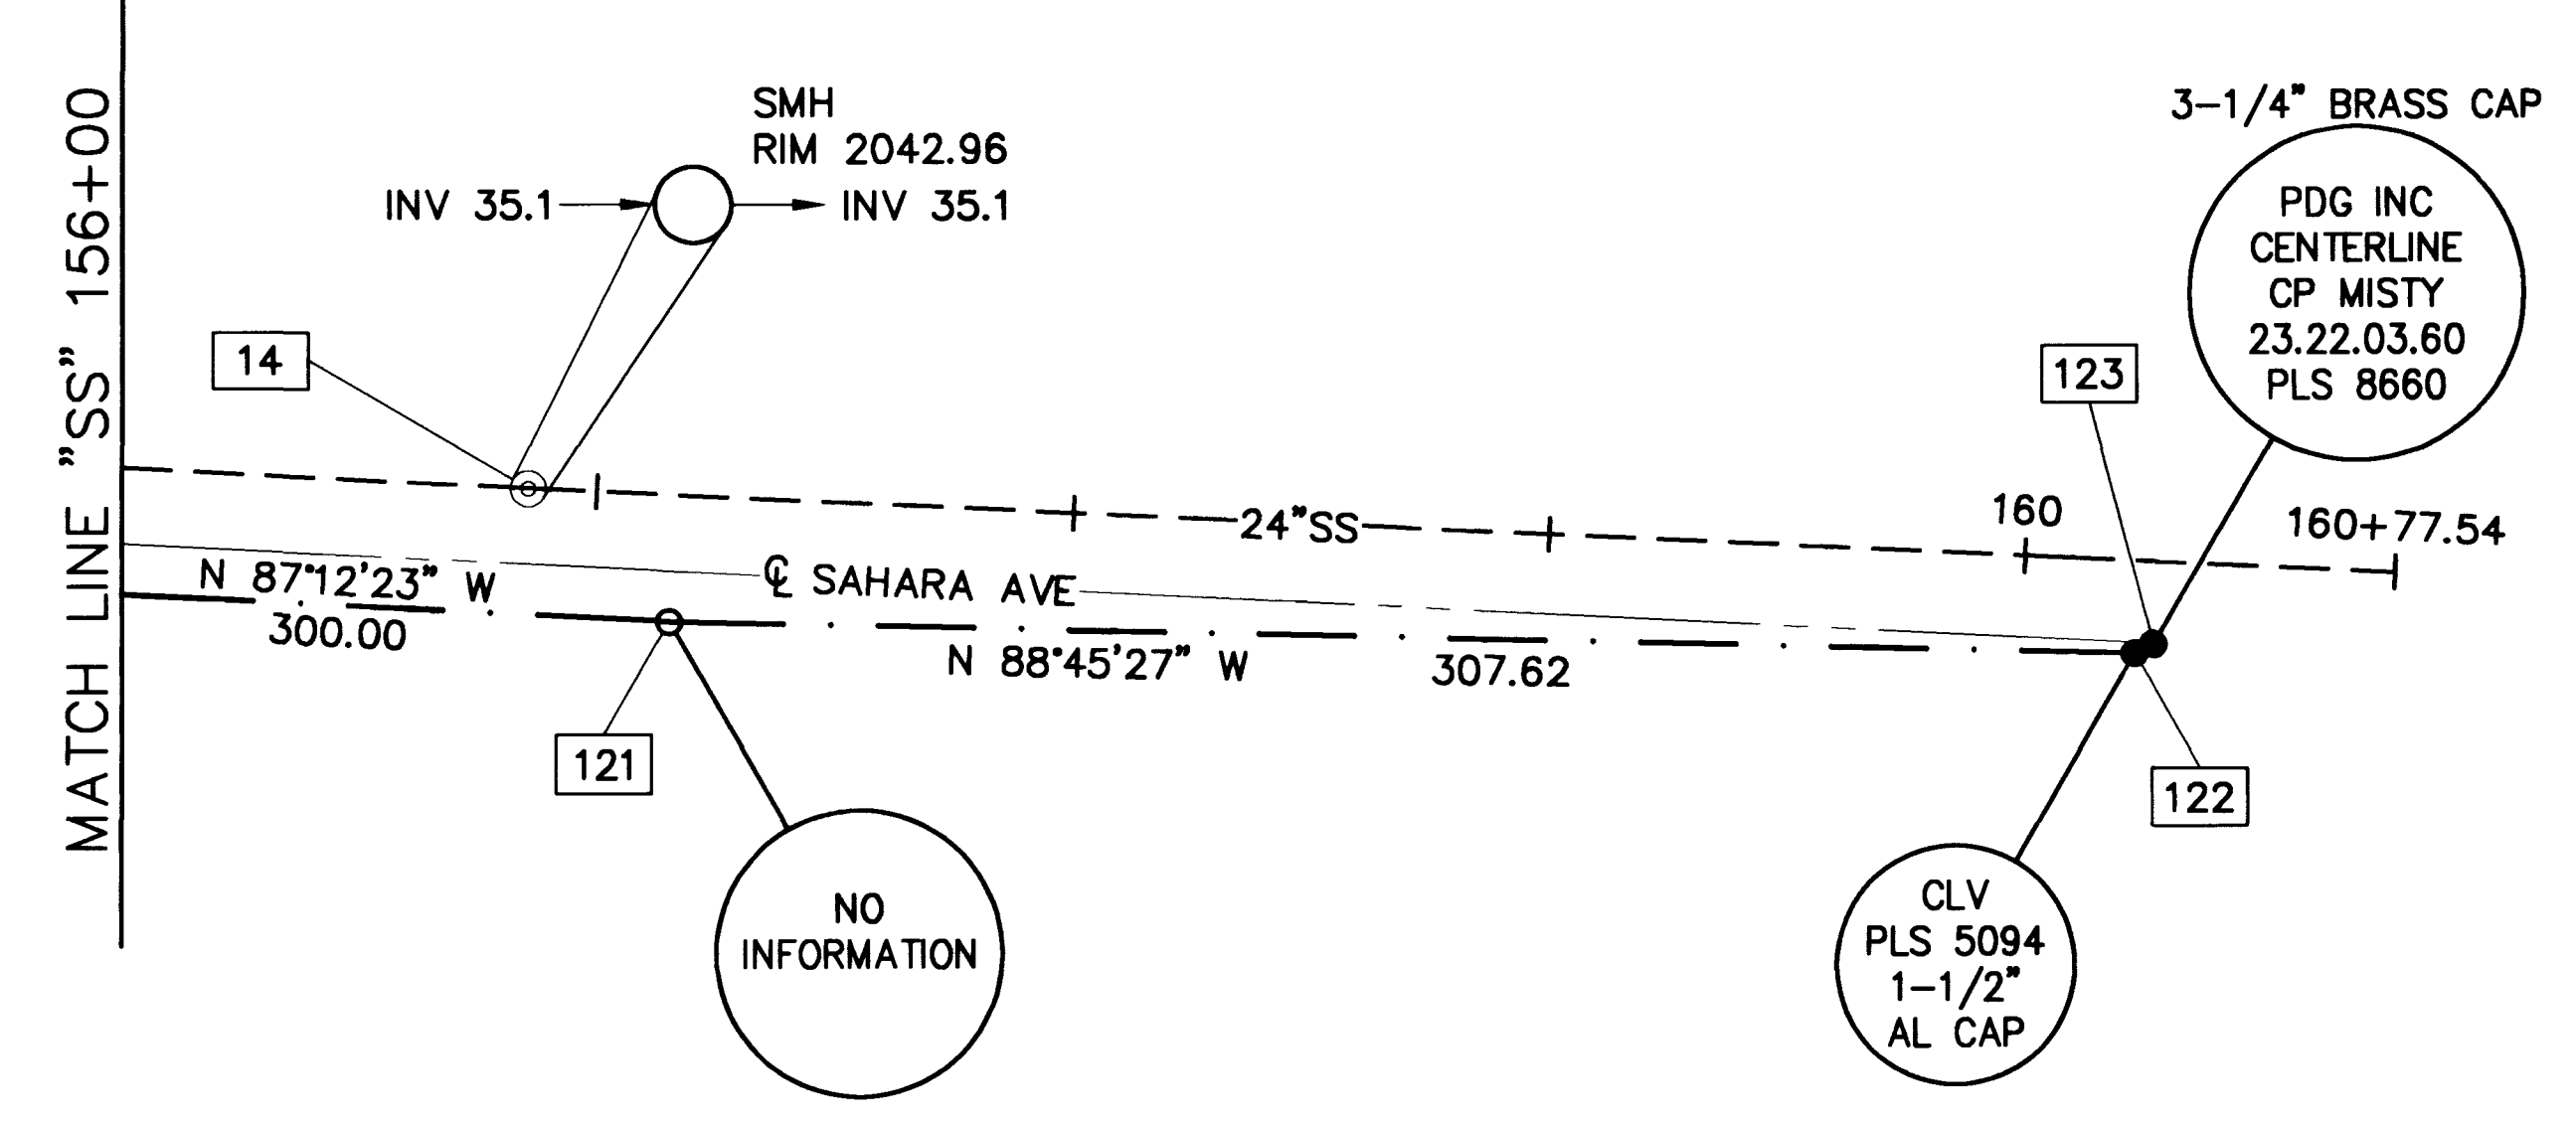 MATCH LINE "SS" 156+00
SMH
RIM 2042.96
INV 35.1
INV 35.1
14
3-1/4" BRASS CAP
PDG INC
CENTERLINE
CP MISTY
23.22.03.60
PLS 8660
123
160
160+77.54
24"SS
℄ SAHARA AVE
N 87°12'23" W
300.00
N 88°45'27" W
307.62
121
122
NO
INFORMATION
CLV
PLS 5094
1-1/2"
AL CAP